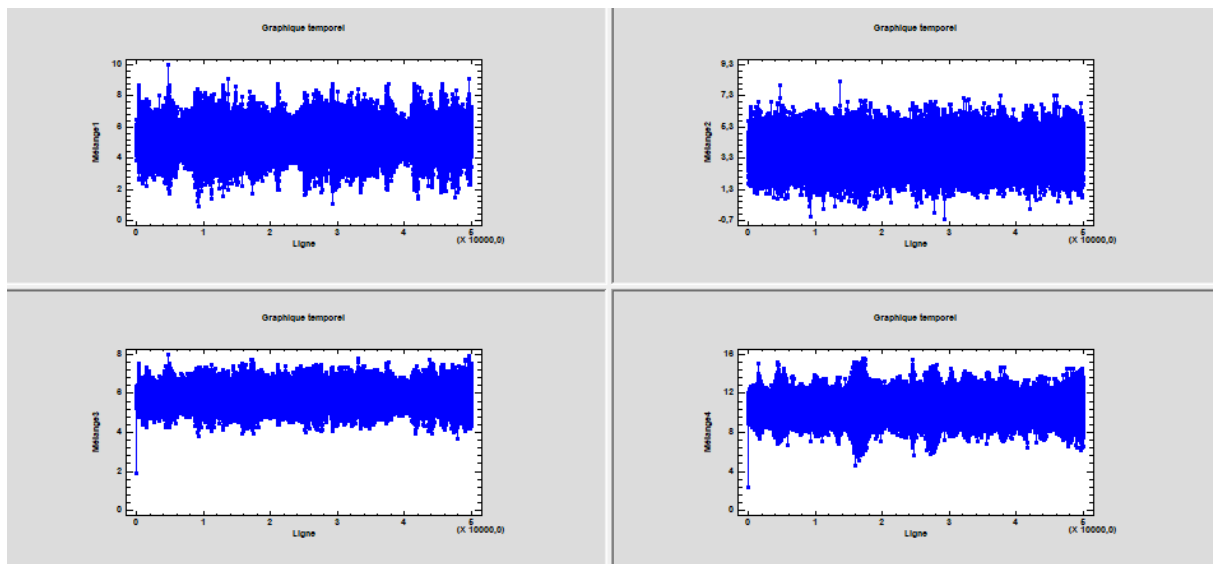 Graphique temporel
Mélange1
10
8
6
4
2
0
0 1 2 3 4 5
(X 10000,0)
Ligne
Graphique temporel
Mélange2
9,3
7,3
5,3
3,3
1,3
-0,7
0 1 2 3 4 5
(X 10000,0)
Ligne
Graphique temporel
Mélange3
8
6
4
2
0
0 1 2 3 4 5
(X 10000,0)
Ligne
Graphique temporel
Mélange4
16
12
8
4
0
0 1 2 3 4 5
(X 10000,0)
Ligne